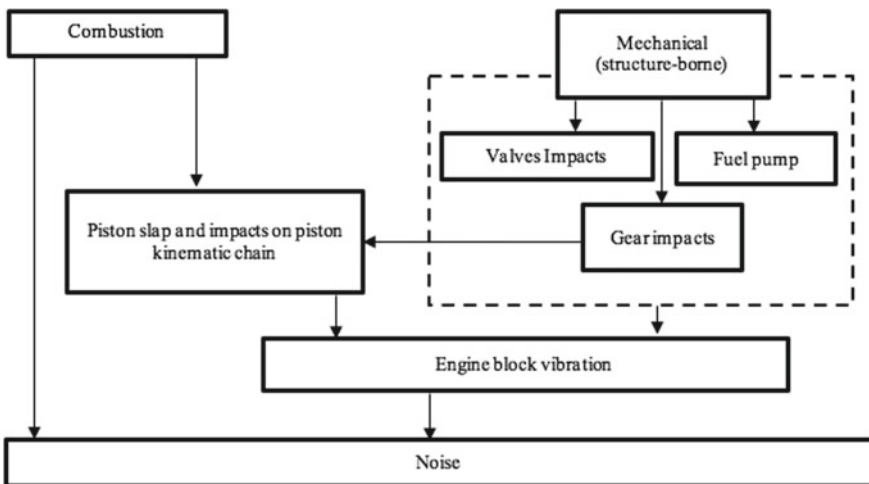 Combustion
Mechanical
(structure-borne)
Valves Impacts
Fuel pump
Piston slap and impacts on piston
kinematic chain
Gear impacts
Engine block vibration
Noise